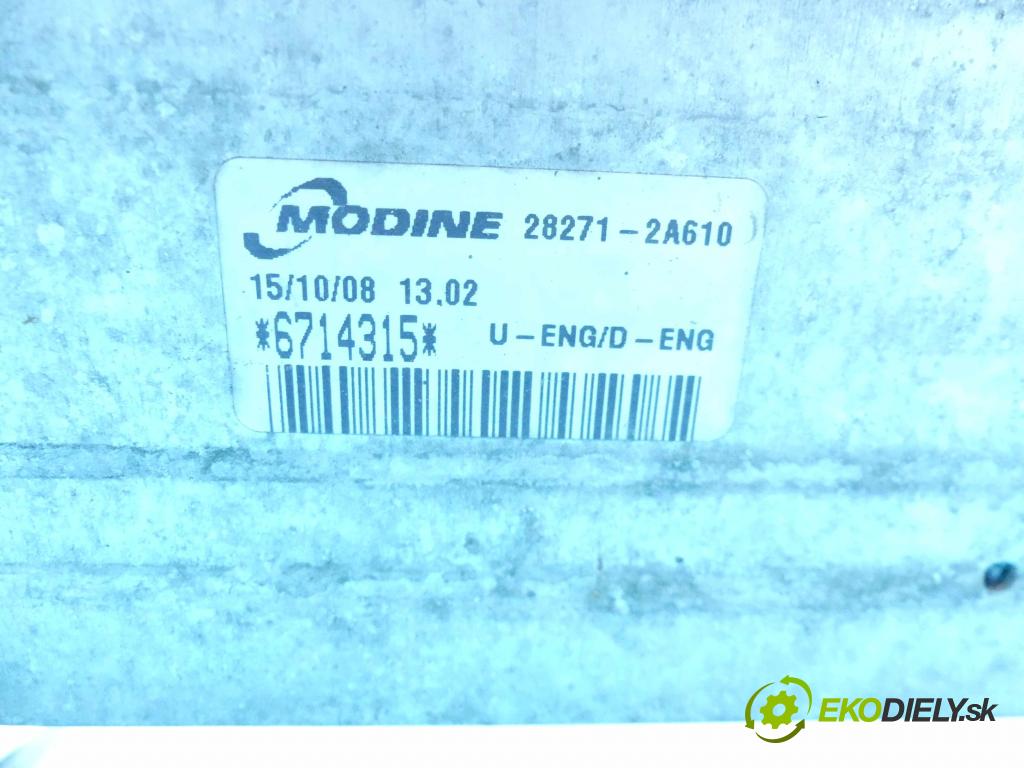 MODINE 28271-2A610
15/10/08 13.02
*6714315* U-ENG/D-ENG
EKODIELY.sk